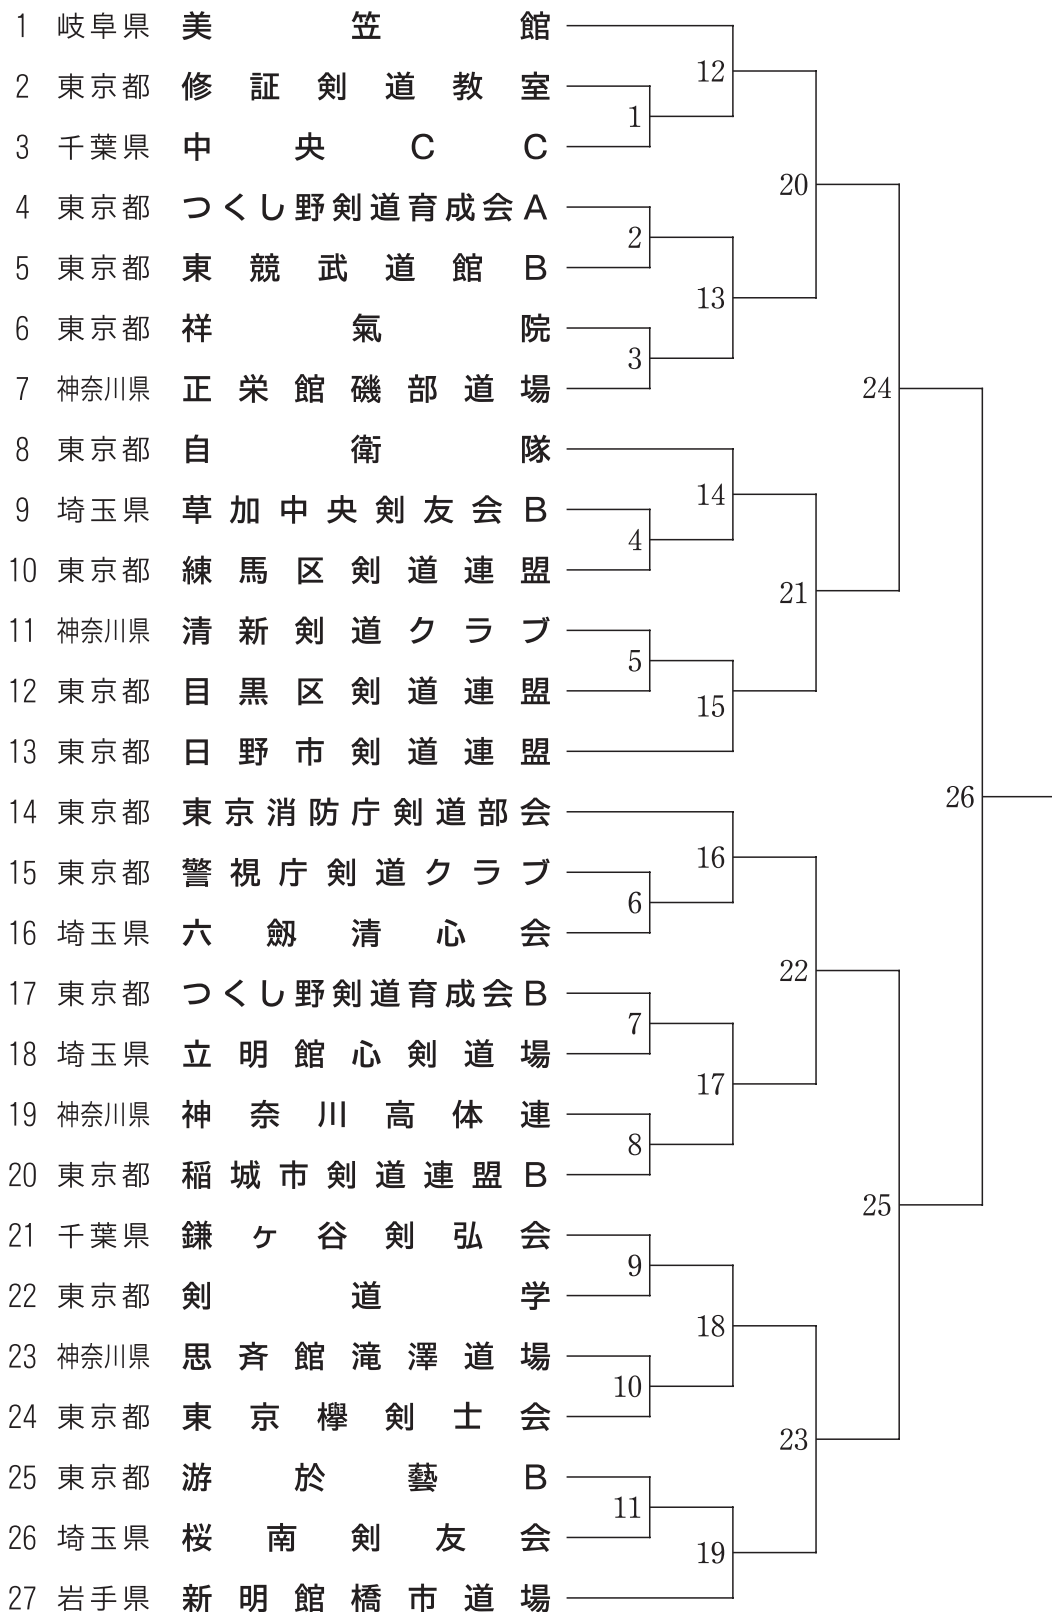 1 岐阜県 美笠館
12
2 東京都 修証剣道教室
1
3 千葉県 中央CC
20
4 東京都 つくし野剣道育成会A
2
5 東京都 東競武道館B
13
6 東京都 祥氣院
3
7 神奈川県 正栄館磯部道場
24
8 東京都 自衛隊
14
9 埼玉県 草加中央剣友会B
4
10 東京都 練馬区剣道連盟
21
11 神奈川県 清新剣道クラブ
5
12 東京都 目黒区剣道連盟
15
13 東京都 日野市剣道連盟
26
14 東京都 東京消防庁剣道部会
16
15 東京都 警視庁剣道クラブ
6
16 埼玉県 六劔清心会
22
17 東京都 つくし野剣道育成会B
7
18 埼玉県 立明館心剣道場
17
19 神奈川県 神奈川高体連
8
20 東京都 稲城市剣道連盟B
25
21 千葉県 鎌ヶ谷剣弘会
9
22 東京都 剣道学
18
23 神奈川県 思斉館滝澤道場
10
24 東京都 東京欅剣士会
23
25 東京都 游於藝B
11
26 埼玉県 桜南剣友会
19
27 岩手県 新明館橋市道場